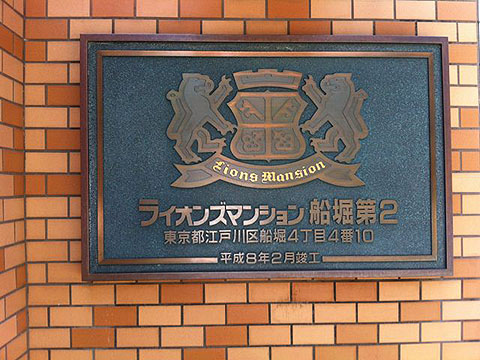 Lions Mansion
ライオンズマンション 船堀第2
東京都江戸川区船堀4丁目4番10
平成8年2月竣工